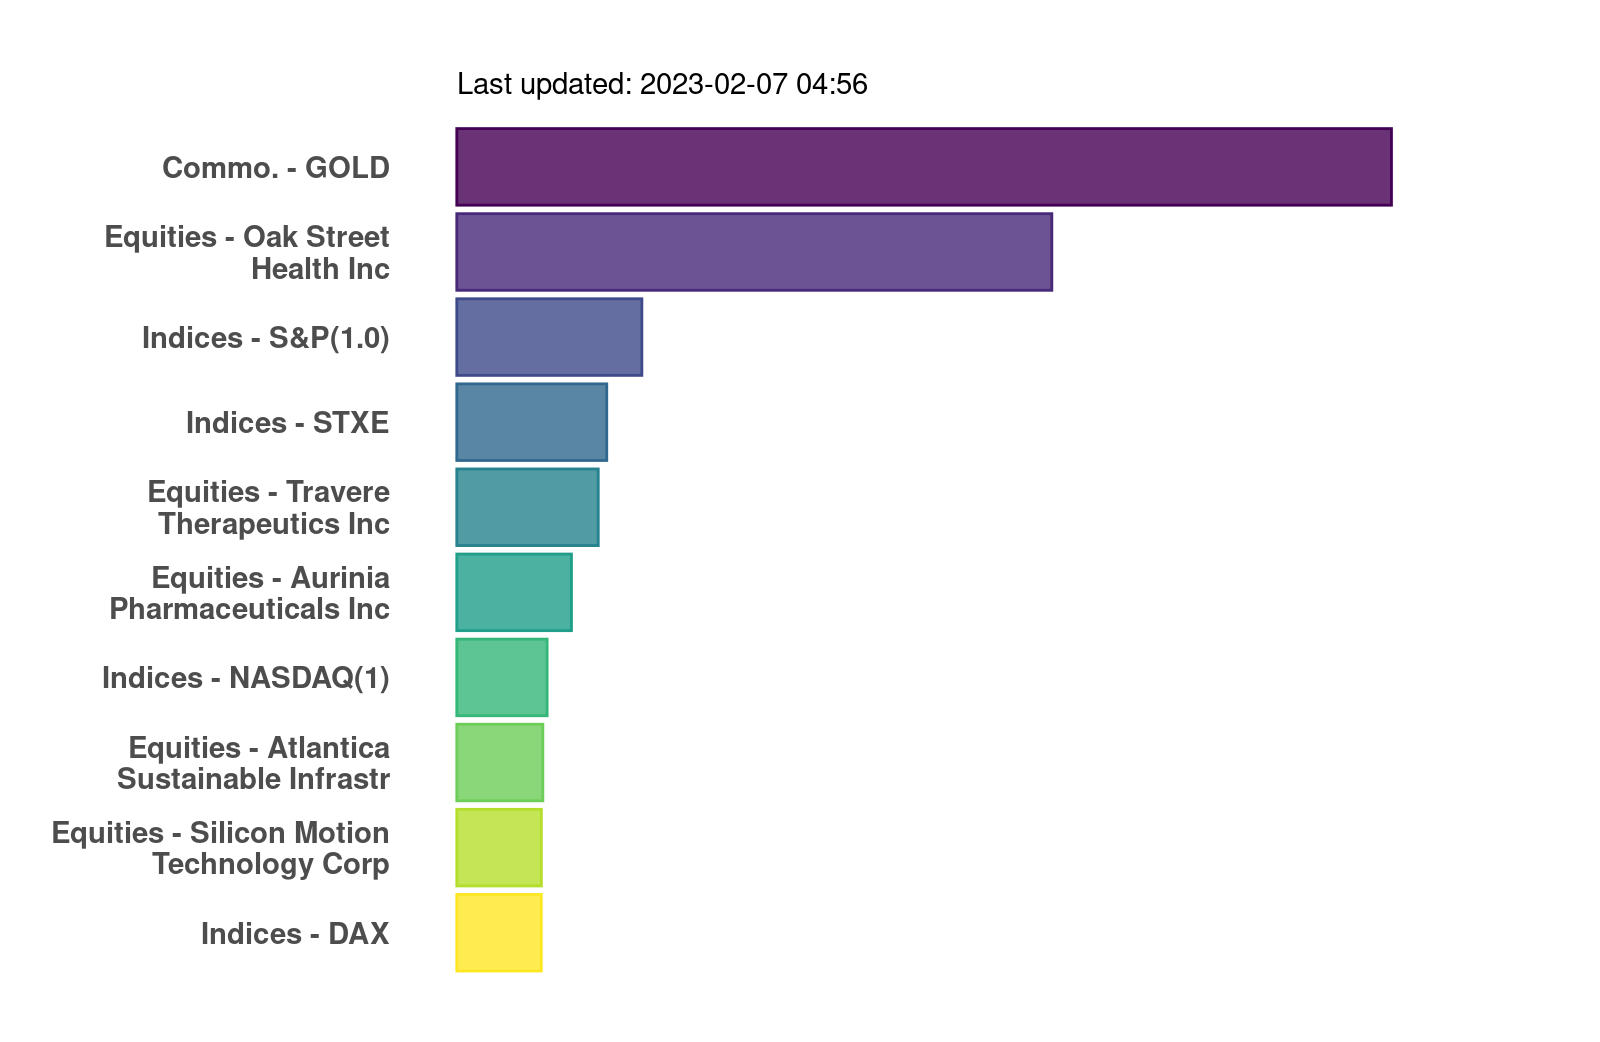 Last updated: 2023-02-07 04:56
Commo. - GOLD
Equities - Oak Street
Health Inc
Indices - S&P(1.0)
Indices - STXE
Equities - Travere
Therapeutics Inc
Equities - Aurinia
Pharmaceuticals Inc
Indices - NASDAQ(1)
Equities - Atlantica
Sustainable Infrastr
Equities - Silicon Motion
Technology Corp
Indices - DAX